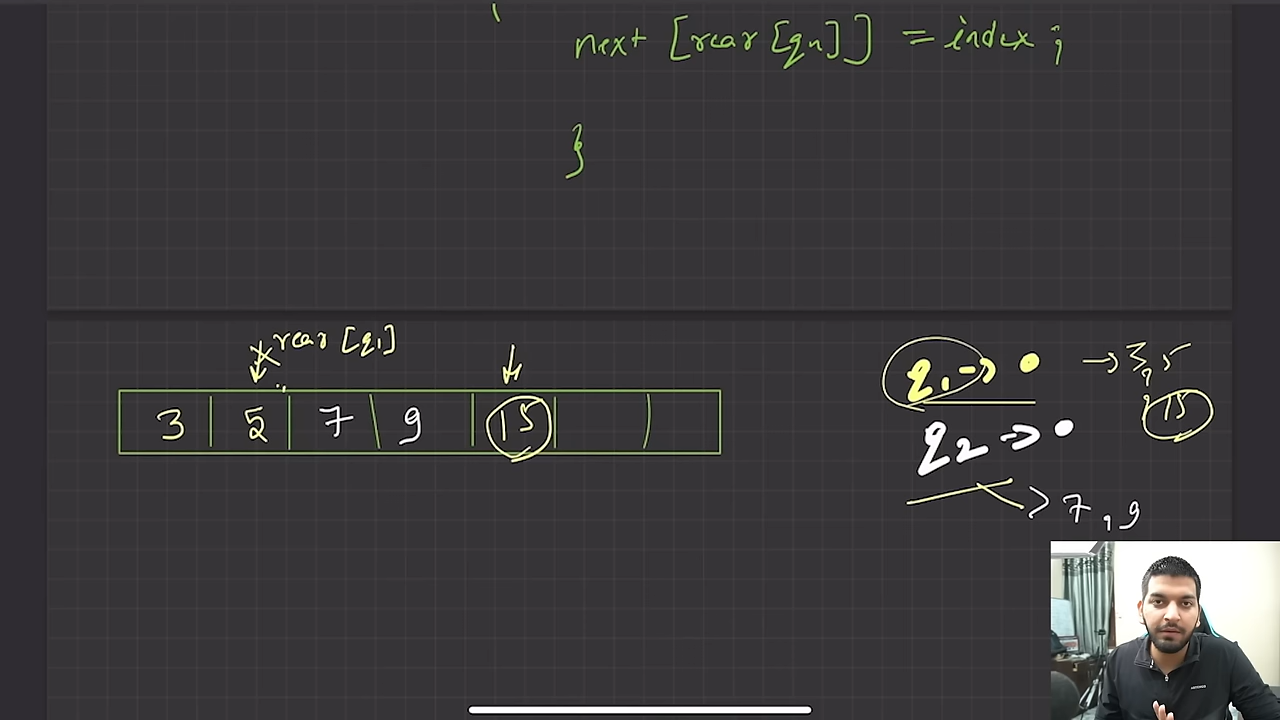 next [rear [qn]] = index ;
}
rear [q1]
3 5 7 9 15
q1 → → 3, 5
, 15
q2 →
→ 7, 9